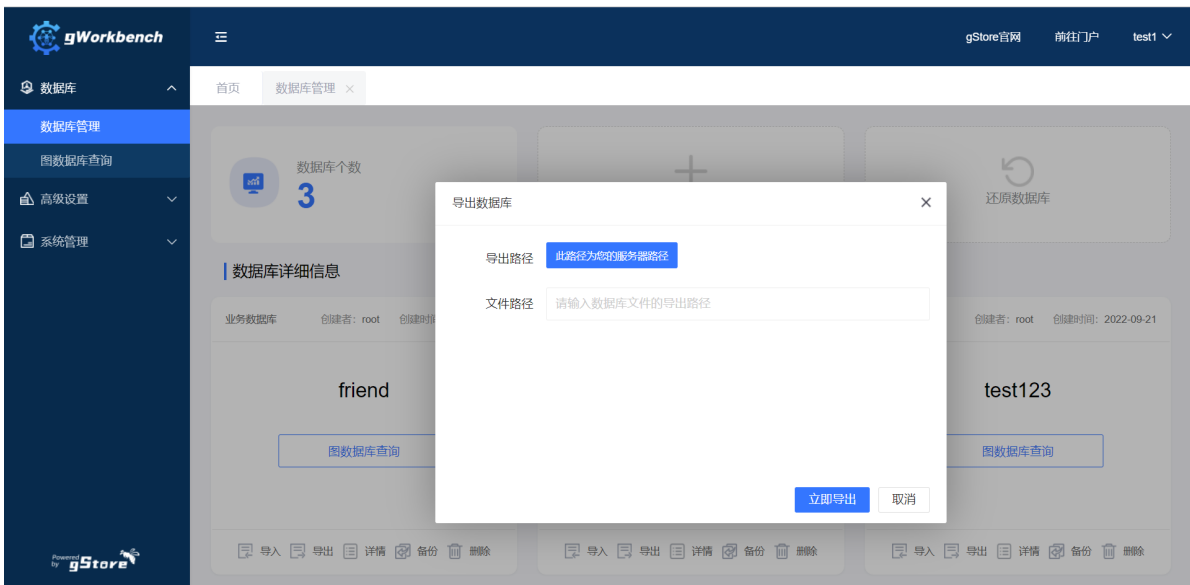 gWorkbench
gStore官网 前往门户 test1
数据库
首页 数据库管理
数据库管理
图数据库查询
高级设置
系统管理
数据库个数
3
还原数据库
导出数据库
导出路径 此路径为您的服务器路径
文件路径 请输入数据库文件的导出路径
立即导出 取消
数据库详细信息
业务数据库 创建者：root 创建时间
创建者：root 创建时间：2022-09-21
friend
test123
图数据库查询
图数据库查询
导入 导出 详情 备份 删除
导入 导出 详情 备份 删除
导入 导出 详情 备份 删除
Powered by gStore